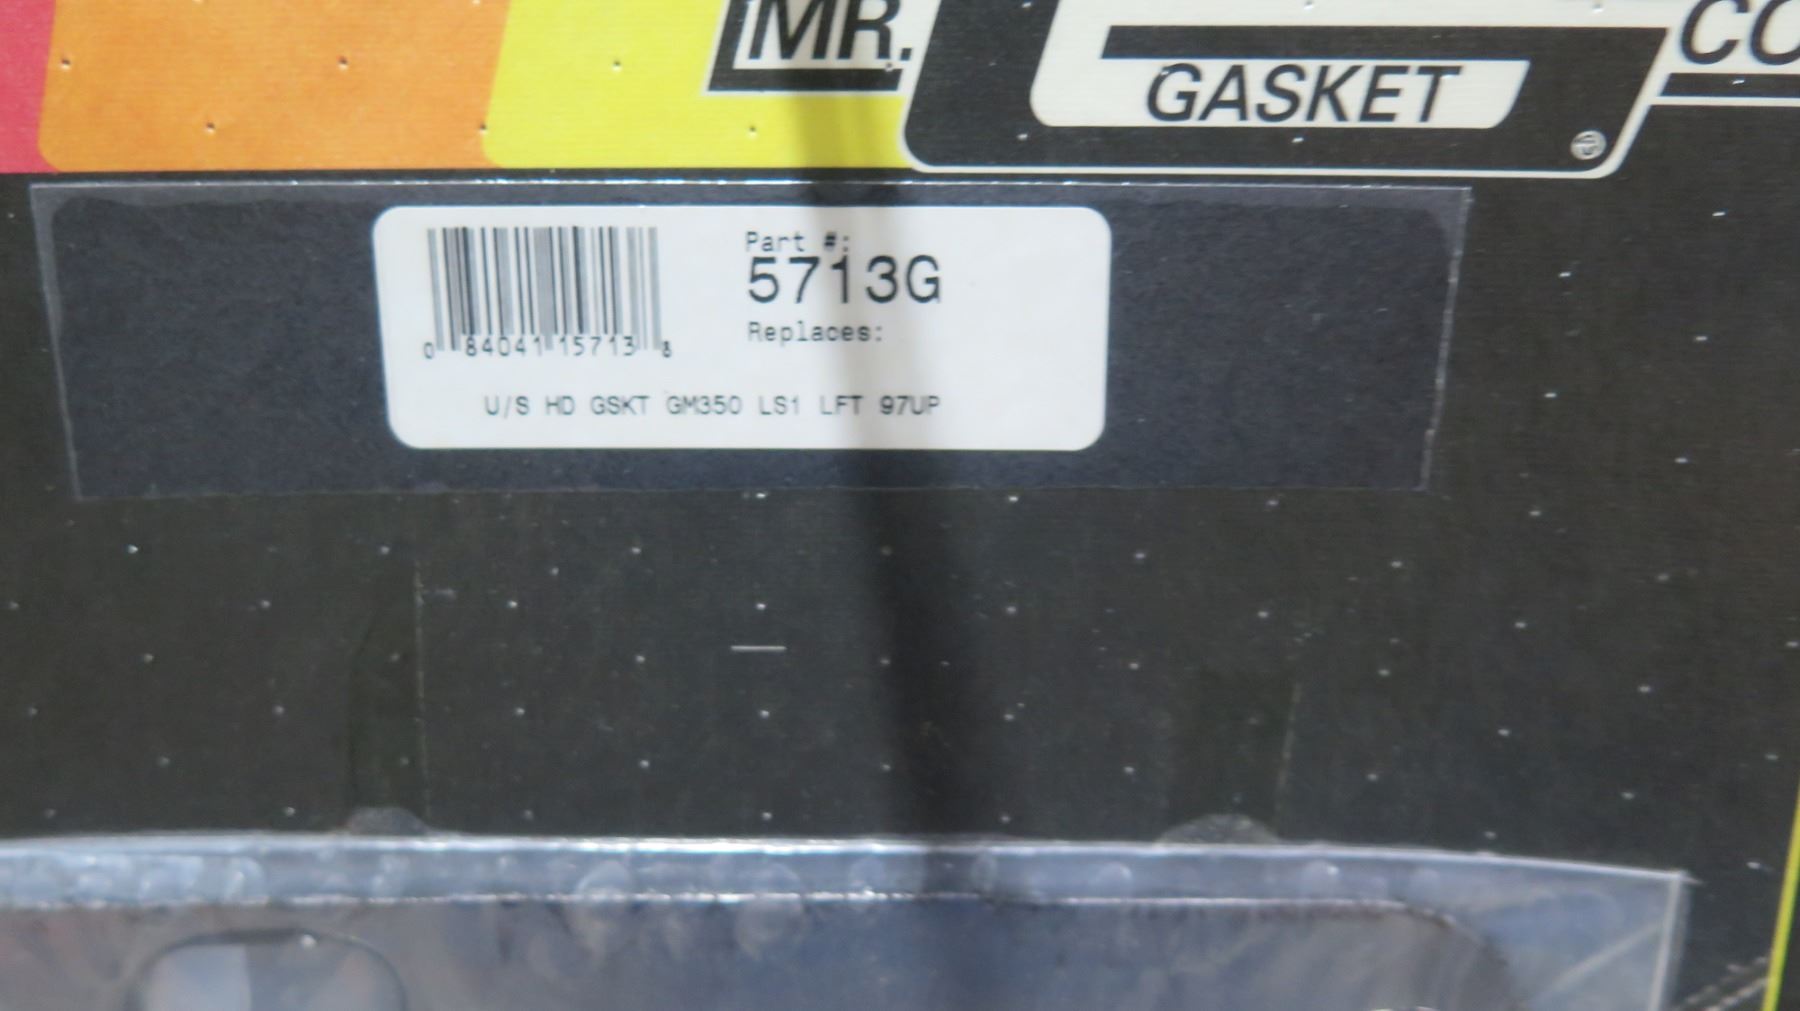 MR. GASKET CO
Part #:
5713G
Replaces:
0 84041 15713 8
U/S HD GSKT GM350 LS1 LFT 97UP